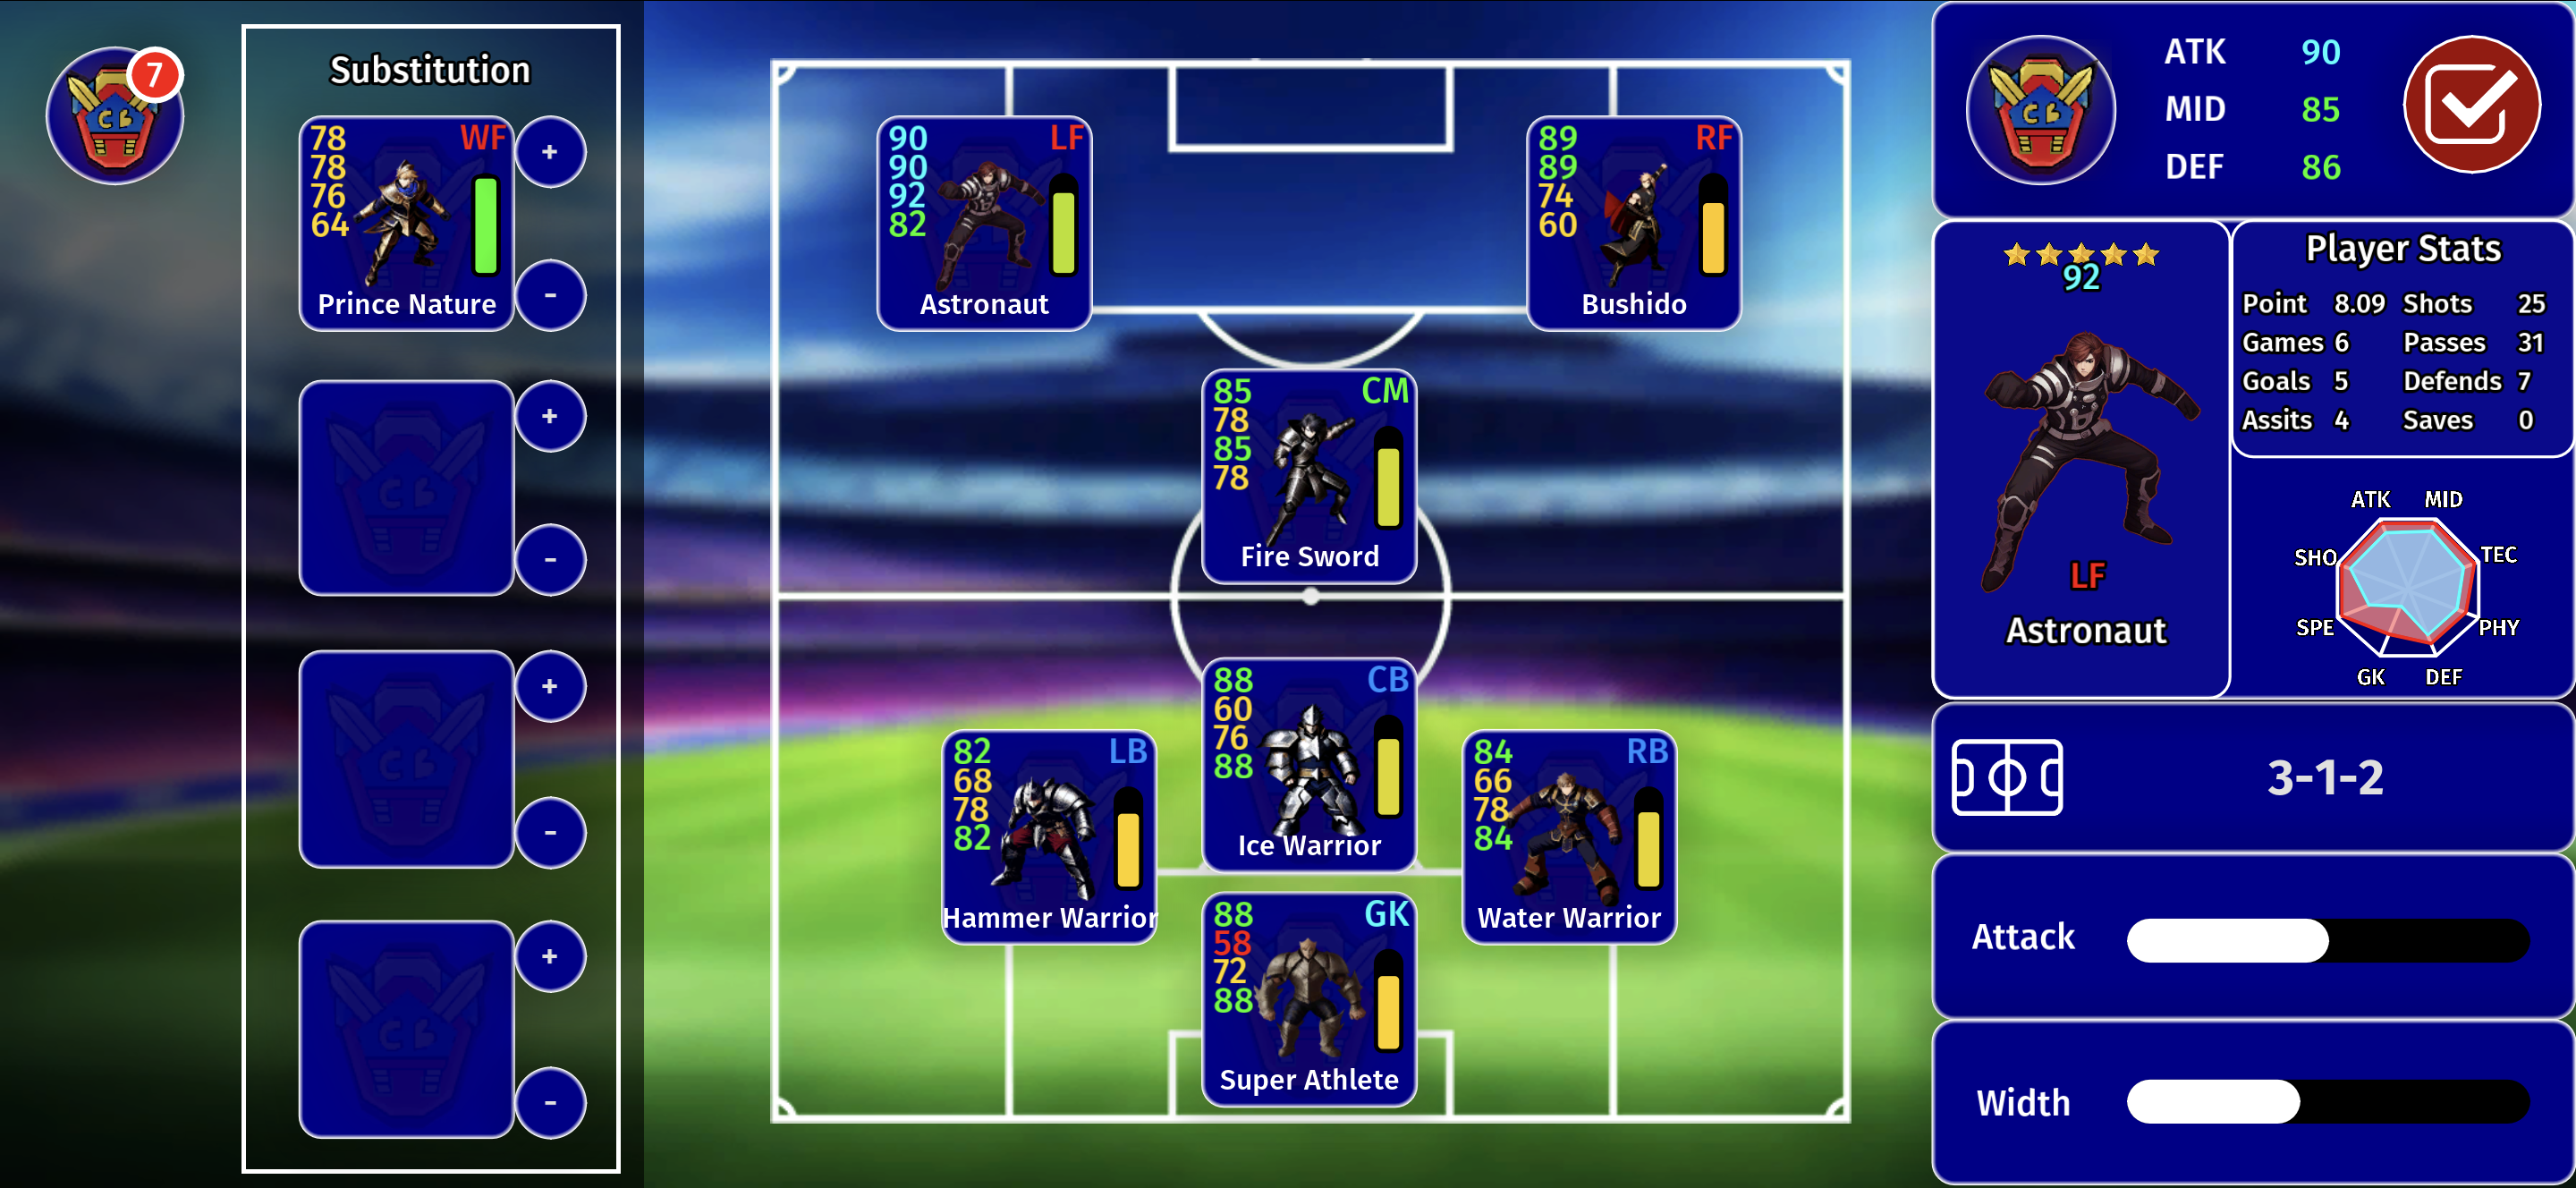 7
Substitution
78 WF
78
76
64
Prince Nature
+
-
+
-
+
-
+
-
90 LF
90
92
82
Astronaut
89 RF
89
74
60
Bushido
85 CM
78
85
78
Fire Sword
88 CB
60
76
88
Ice Warrior
82 LB
68
78
82
Hammer Warrior
84 RB
66
78
84
Water Warrior
88 GK
58
72
88
Super Athlete
CB
ATK 90
MID 85
DEF 86
92
LF
Astronaut
Player Stats
Point 8.09 Shots 25
Games 6 Passes 31
Goals 5 Defends 7
Assits 4 Saves 0
ATK MID
SHO TEC
SPE PHY
GK DEF
3-1-2
Attack
Width